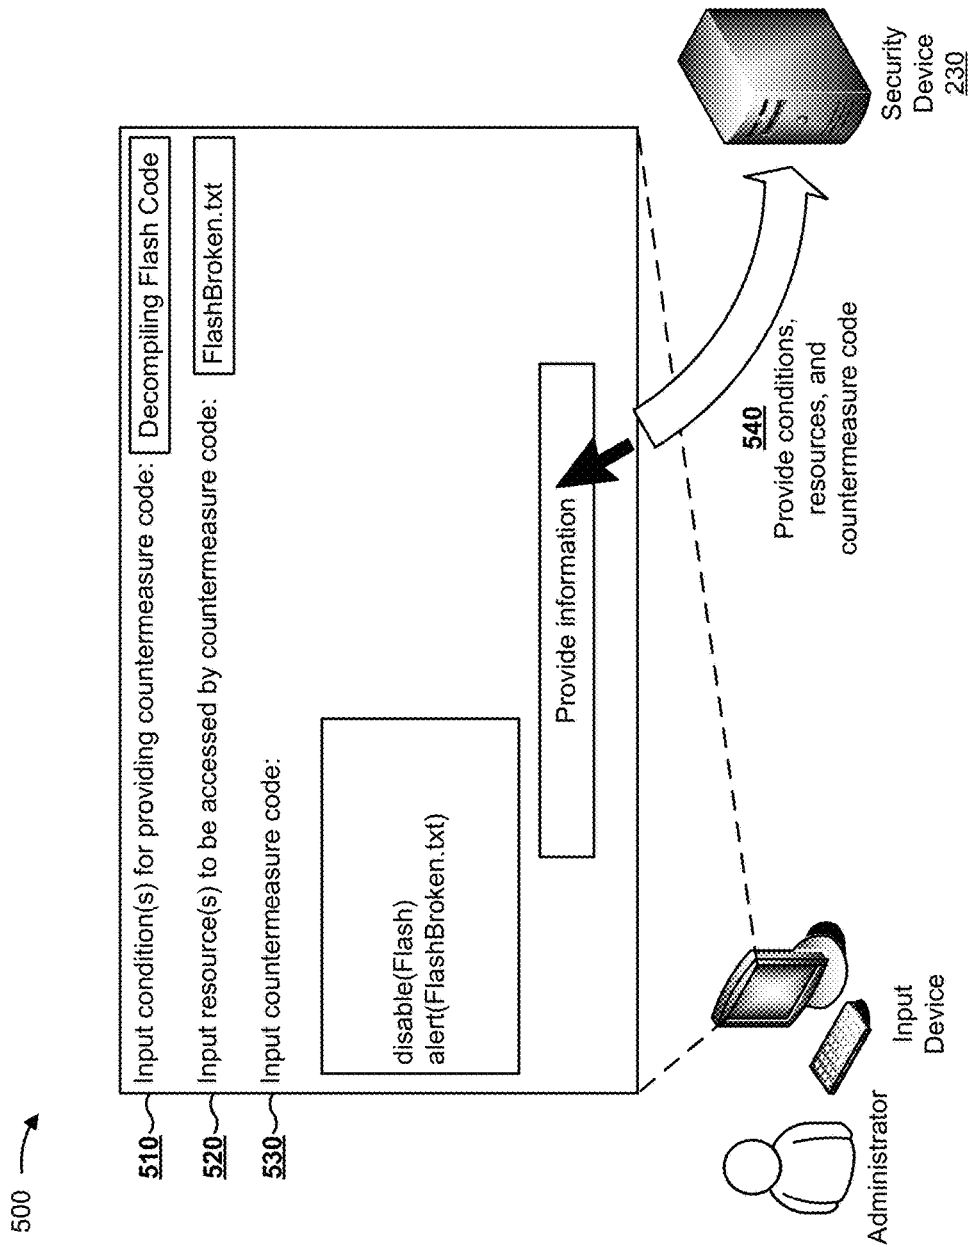 500
510 Input condition(s) for providing countermeasure code: Decompiling Flash Code
520 Input resource(s) to be accessed by countermeasure code: FlashBroken.txt
530 Input countermeasure code:
disable(Flash)
alert(FlashBroken.txt)
Provide information
540
Provide conditions,
resources, and
countermeasure code
Administrator
Input
Device
Security
Device
230